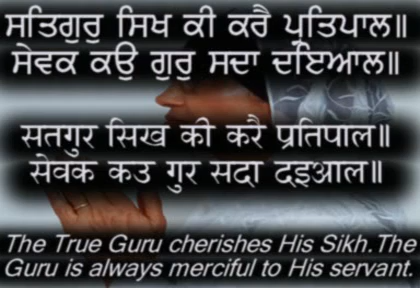 ਸਤਿਗੁਰੁ ਸਿਖ ਕੀ ਕਰੈ ਪ੍ਰਤਿਪਾਲ॥
ਸੇਵਕ ਕਉ ਗੁਰੁ ਸਦਾ ਦਇਆਲ॥
सतगुर सिख की करै प्रतिपाल॥
सेवक कउ गुर सदा दइआल॥
The True Guru cherishes His Sikh.The
Guru is always merciful to His servant.